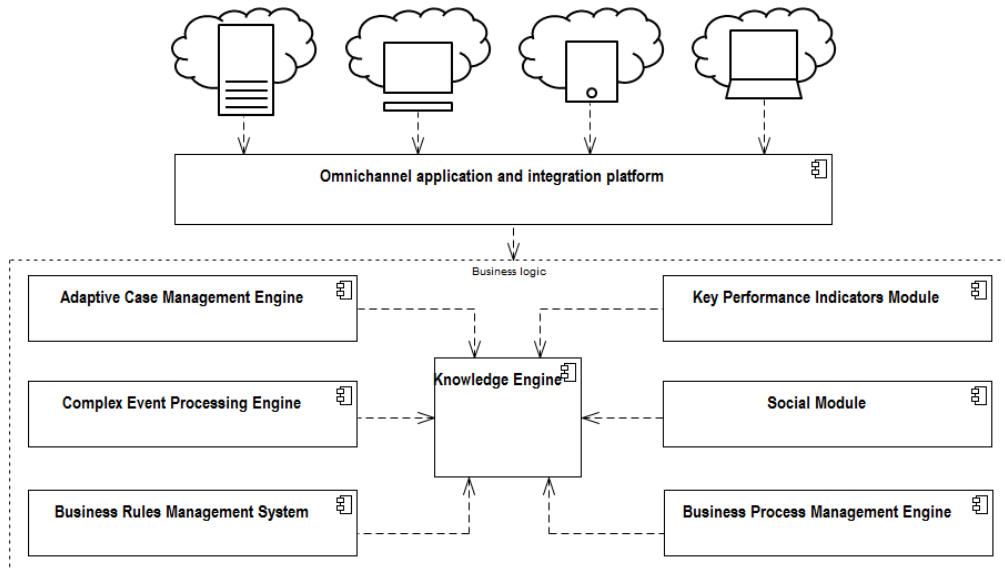 Omnichannel application and integration platform
Business logic
Adaptive Case Management Engine
Key Performance Indicators Module
Knowledge Engine
Complex Event Processing Engine
Social Module
Business Rules Management System
Business Process Management Engine